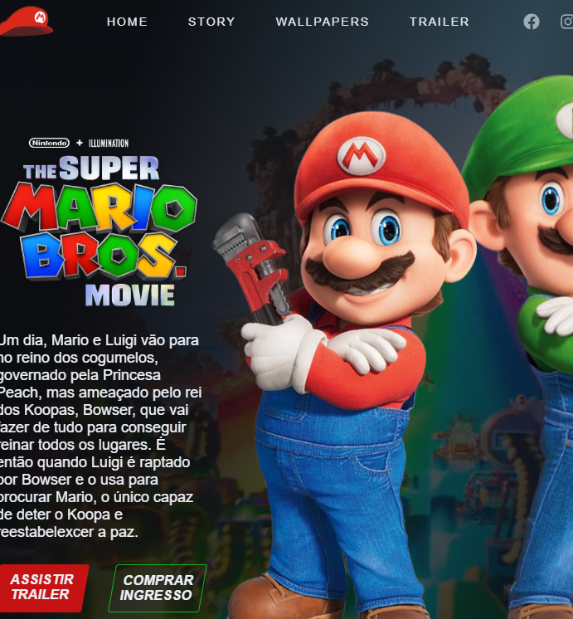 HOME STORY WALLPAPERS TRAILER
M
Nintendo + ILLUMINATION
THE SUPER
MARIO
BROS.
MOVIE
M
Um dia, Mario e Luigi vão para
no reino dos cogumelos,
governado pela Princesa
Peach, mas ameaçado pelo rei
dos Koopas, Bowser, que vai
fazer de tudo para conseguir
reinar todos os lugares. É
então quando Luigi é raptado
por Bowser e o usa para
procurar Mario, o único capaz
de deter o Koopa e
reestabelexcer a paz.
ASSISTIR
TRAILER
COMPRAR
INGRESSO